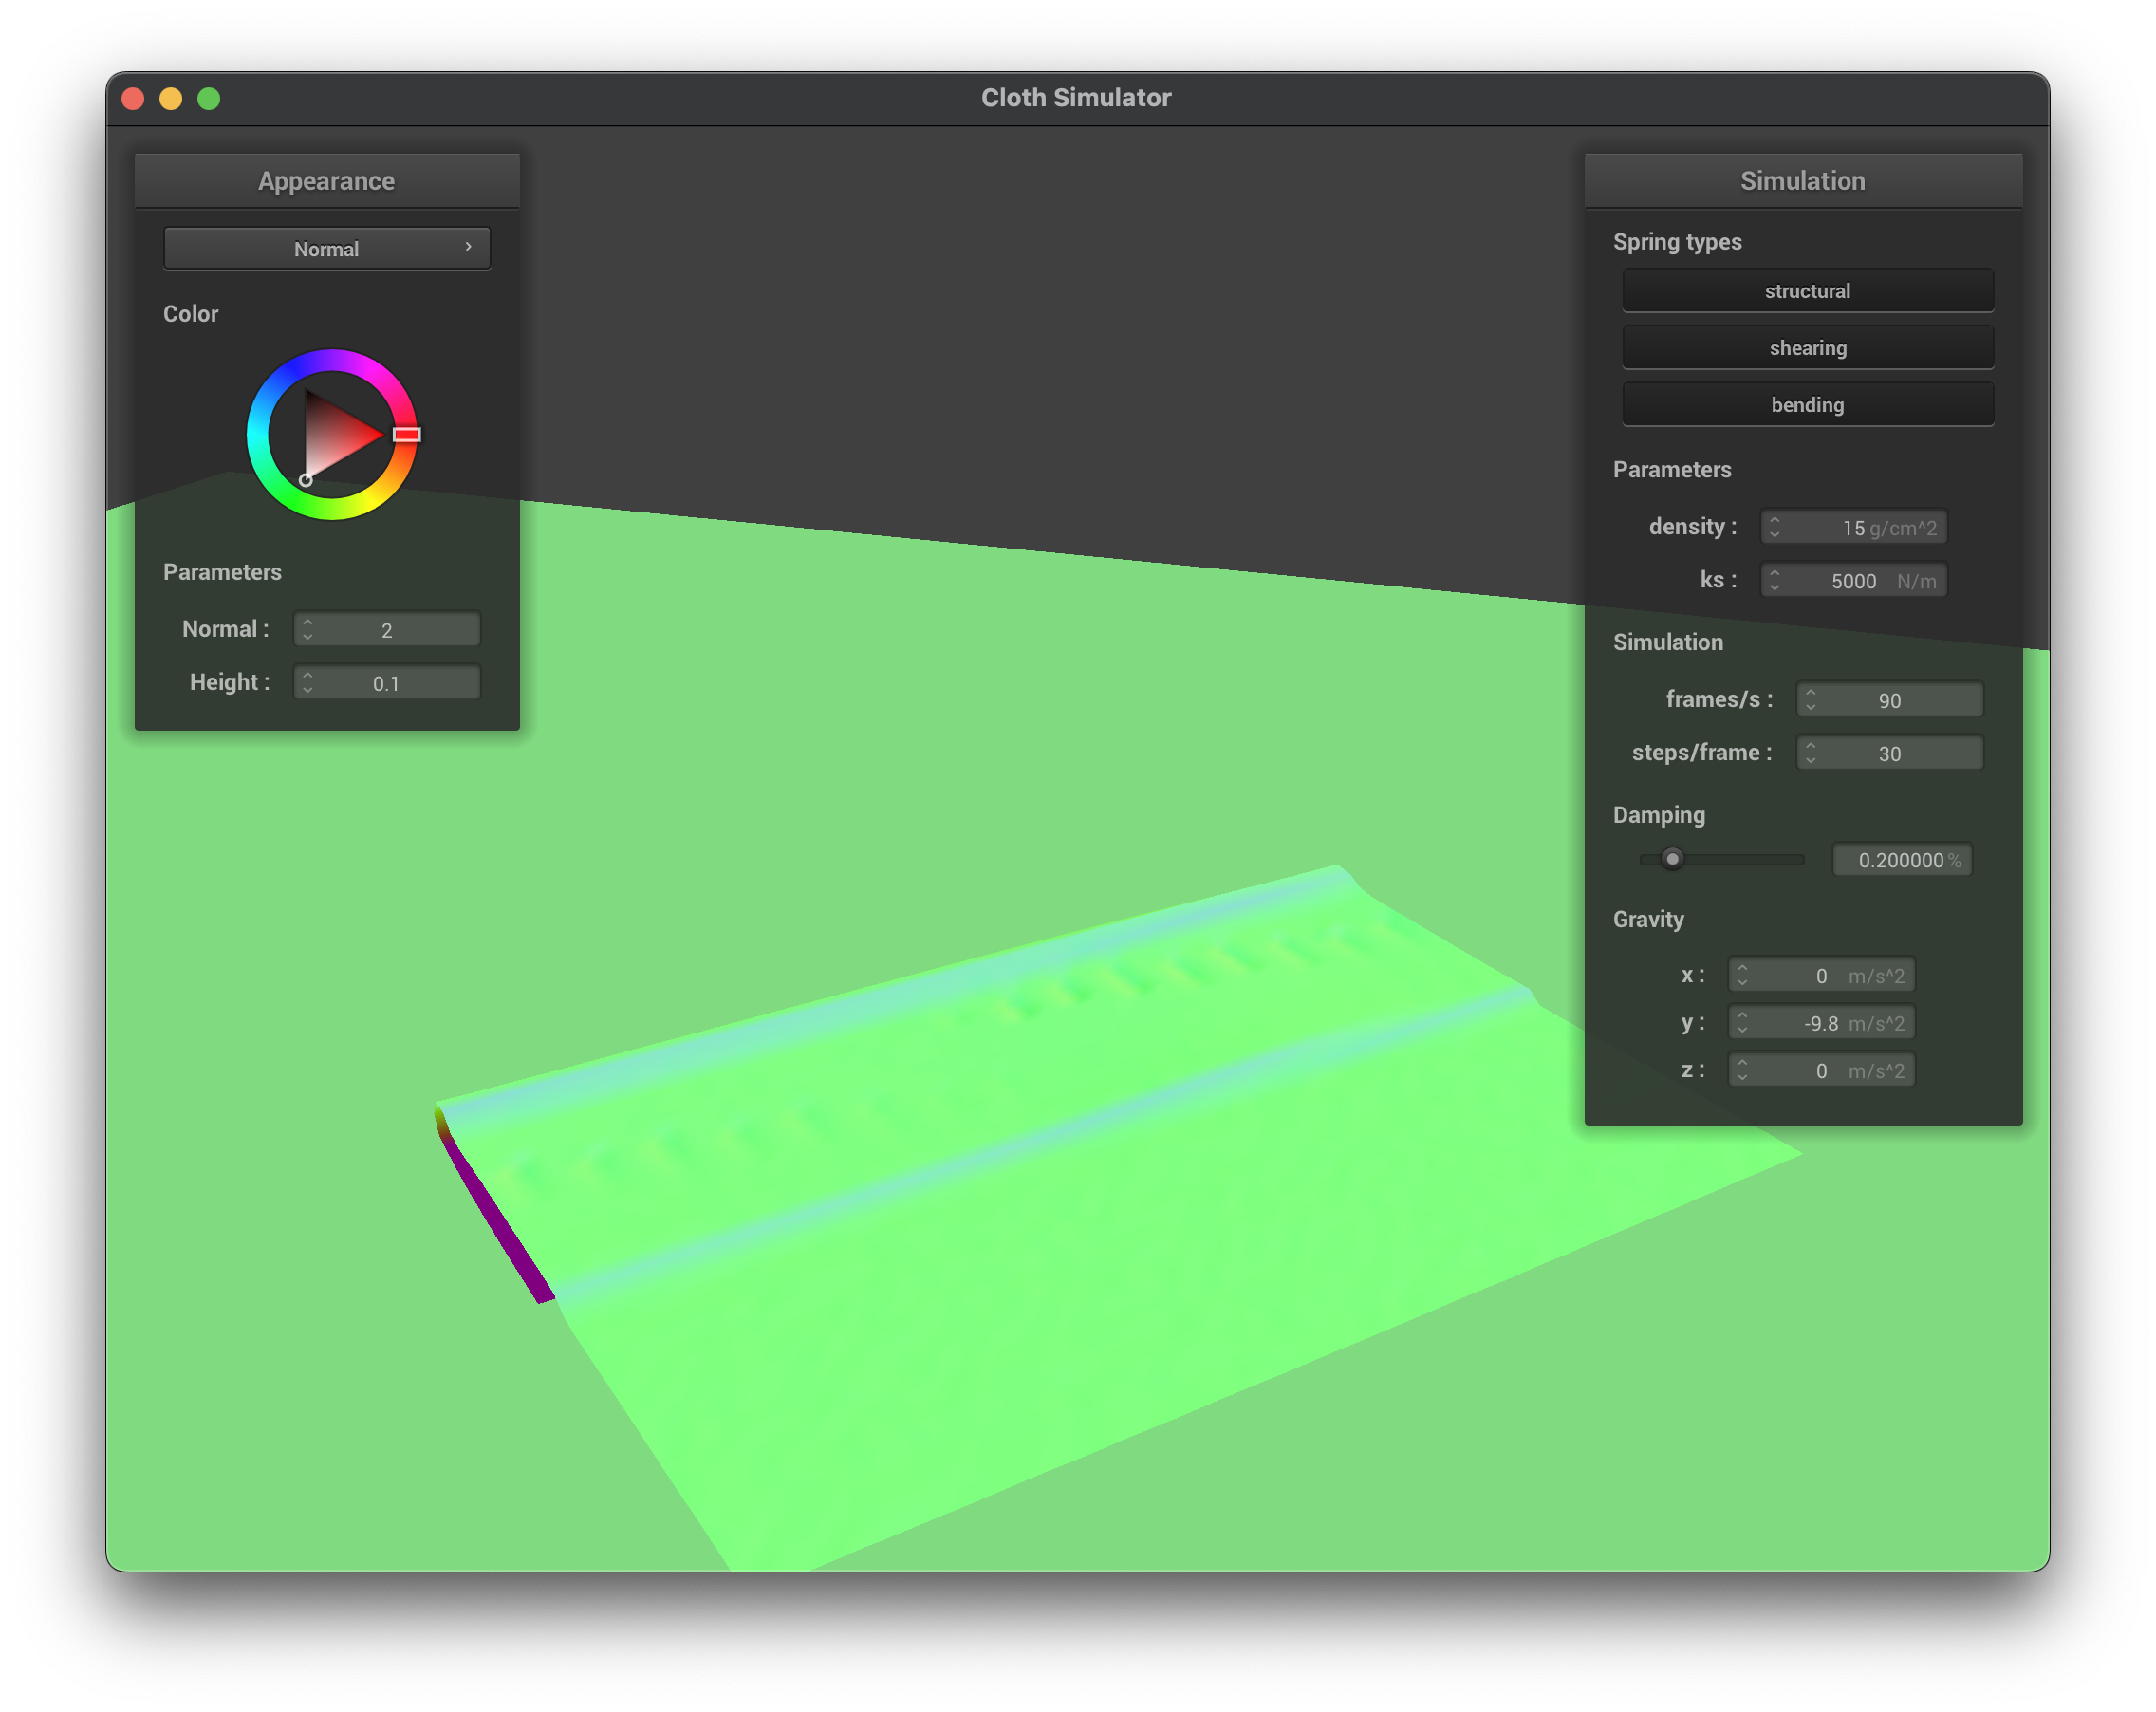 Cloth Simulator
Appearance
Normal
Color
Parameters
Normal : 2
Height : 0.1
Simulation
Spring types
structural
shearing
bending
Parameters
density : 15 g/cm^2
ks : 5000 N/m
Simulation
frames/s : 90
steps/frame : 30
Damping
0.200000 %
Gravity
x : 0 m/s^2
y : -9.8 m/s^2
z : 0 m/s^2